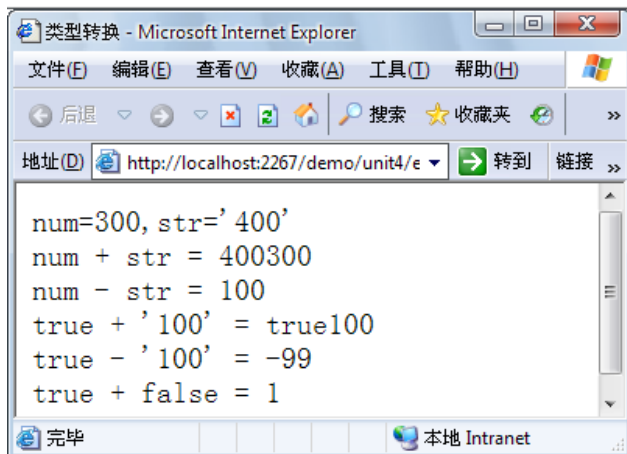 类型转换 - Microsoft Internet Explorer
文件(F) 编辑(E) 查看(V) 收藏(A) 工具(T) 帮助(H)
后退 搜索 收藏夹 »
地址(D) http://localhost:2267/demo/unit4/e 转到 链接 »
num=300,str='400'
num + str = 400300
num - str = 100
true + '100' = true100
true - '100' = -99
true + false = 1
完毕 本地 Intranet